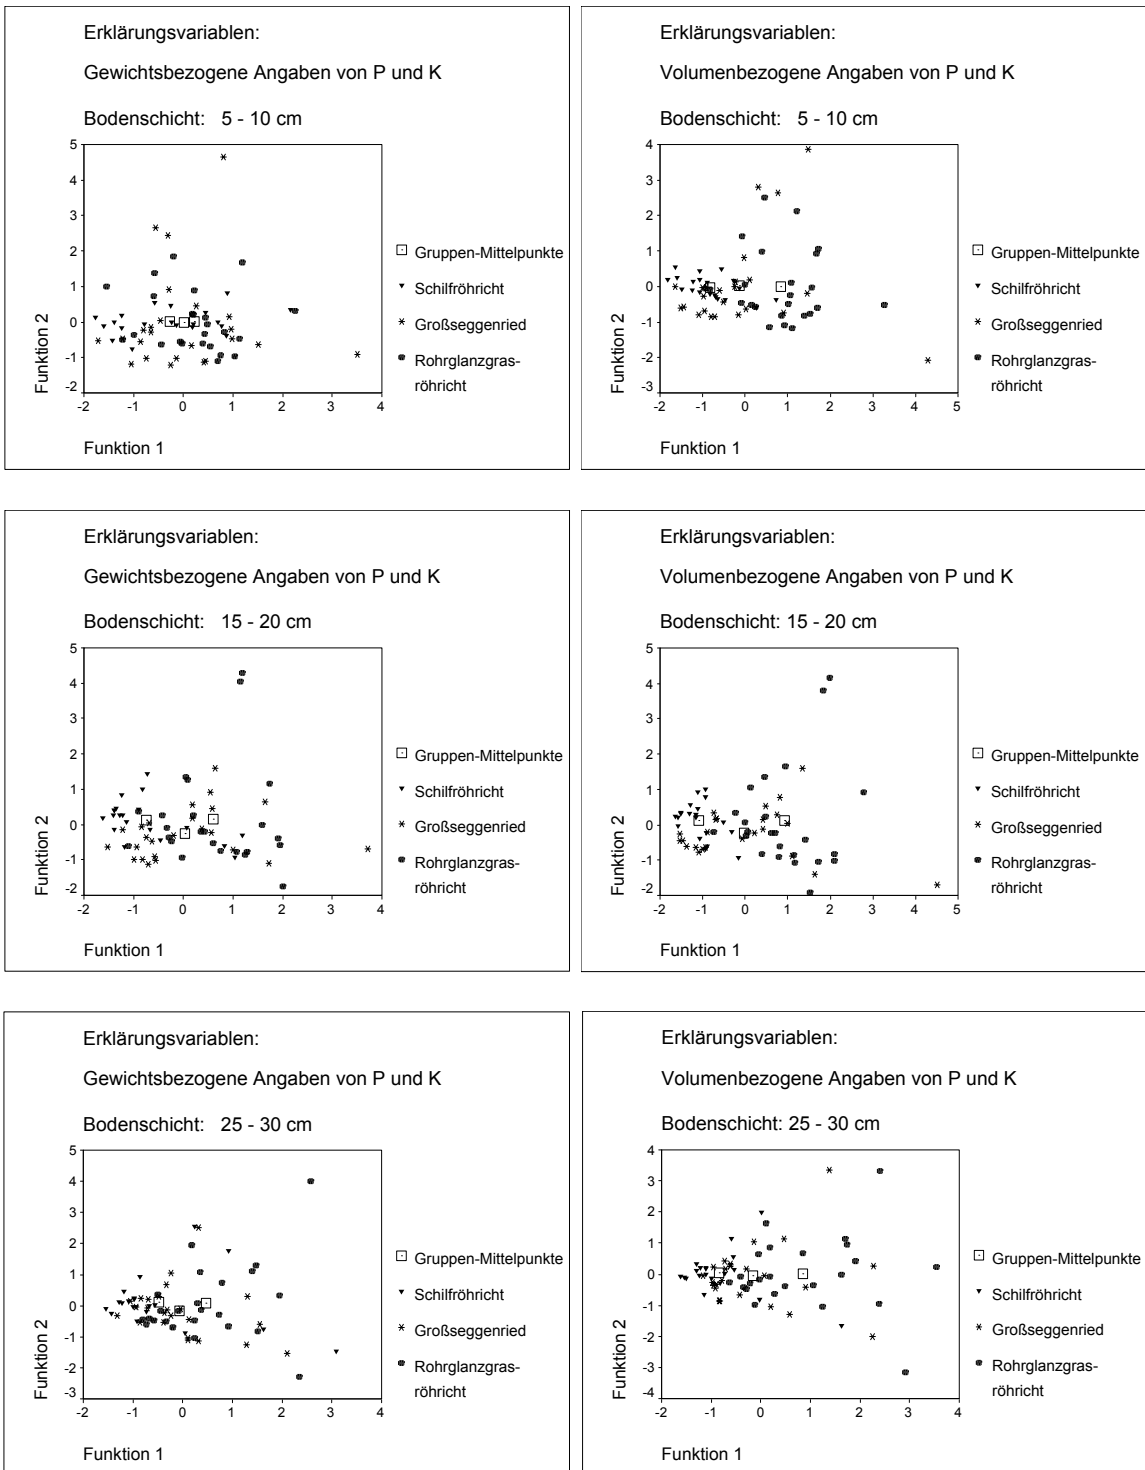 Erklärungsvariablen:
Gewichtsbezogene Angaben von P und K
Bodenschicht: 5 - 10 cm
5
4
3
2
1
0
-1
-2
Funktion 2
-2 -1 0 1 2 3 4
Funktion 1
Gruppen-Mittelpunkte
Schilfröhricht
Großseggenried
Rohrglanzgras-
röhricht
Erklärungsvariablen:
Volumenbezogene Angaben von P und K
Bodenschicht: 5 - 10 cm
4
3
2
1
0
-1
-2
-3
Funktion 2
-2 -1 0 1 2 3 4 5
Funktion 1
Gruppen-Mittelpunkte
Schilfröhricht
Großseggenried
Rohrglanzgras-
röhricht
Erklärungsvariablen:
Gewichtsbezogene Angaben von P und K
Bodenschicht: 15 - 20 cm
5
4
3
2
1
0
-1
-2
Funktion 2
-2 -1 0 1 2 3 4
Funktion 1
Gruppen-Mittelpunkte
Schilfröhricht
Großseggenried
Rohrglanzgras-
röhricht
Erklärungsvariablen:
Volumenbezogene Angaben von P und K
Bodenschicht: 15 - 20 cm
5
4
3
2
1
0
-1
-2
Funktion 2
-2 -1 0 1 2 3 4 5
Funktion 1
Gruppen-Mittelpunkte
Schilfröhricht
Großseggenried
Rohrglanzgras-
röhricht
Erklärungsvariablen:
Gewichtsbezogene Angaben von P und K
Bodenschicht: 25 - 30 cm
5
4
3
2
1
0
-1
-2
-3
Funktion 2
-2 -1 0 1 2 3 4
Funktion 1
Gruppen-Mittelpunkte
Schilfröhricht
Großseggenried
Rohrglanzgras-
röhricht
Erklärungsvariablen:
Volumenbezogene Angaben von P und K
Bodenschicht: 25 - 30 cm
4
3
2
1
0
-1
-2
-3
-4
Funktion 2
-2 -1 0 1 2 3 4
Funktion 1
Gruppen-Mittelpunkte
Schilfröhricht
Großseggenried
Rohrglanzgras-
röhricht